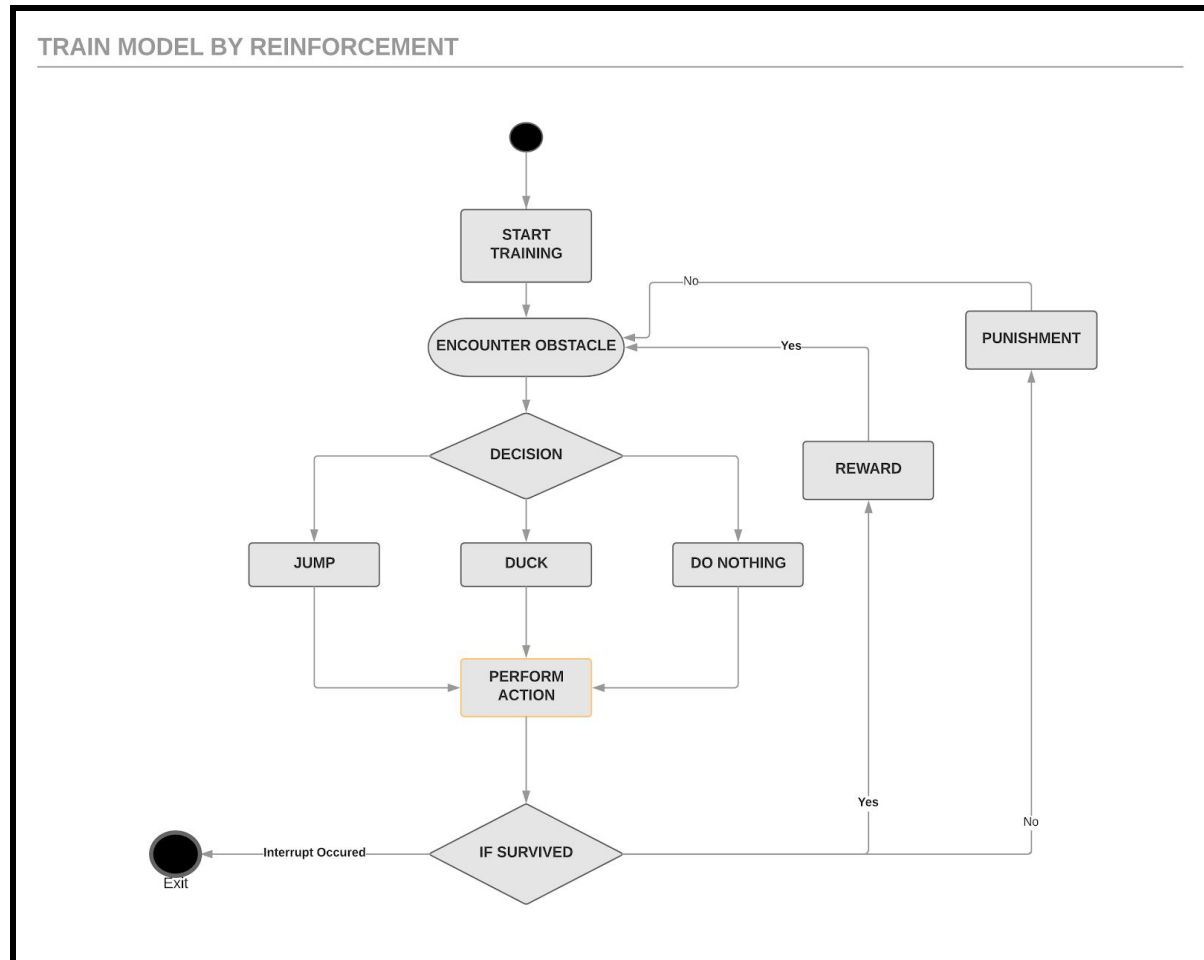 TRAIN MODEL BY REINFORCEMENT
START
TRAINING
No
ENCOUNTER OBSTACLE
Yes
PUNISHMENT
DECISION
REWARD
JUMP
DUCK
DO NOTHING
PERFORM
ACTION
Yes
No
Interrupt Occured
IF SURVIVED
Exit